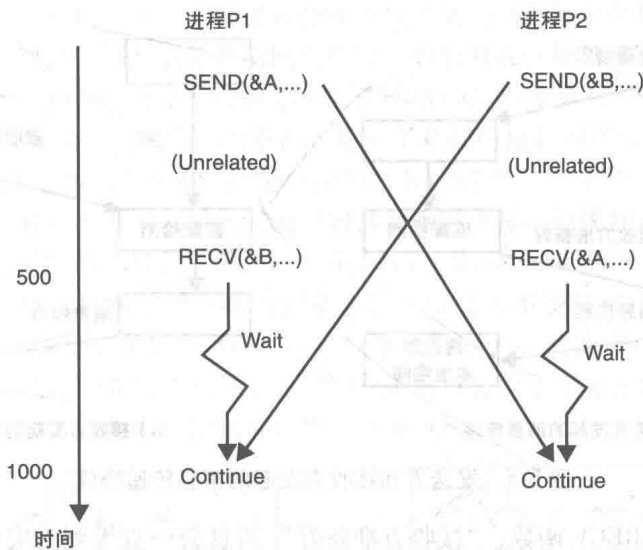 进程P1 进程P2
SEND(&A,...) SEND(&B,...)
(Unrelated) (Unrelated)
RECV(&B,...) RECV(&A,...)
500
Wait Wait
1000
Continue Continue
时间